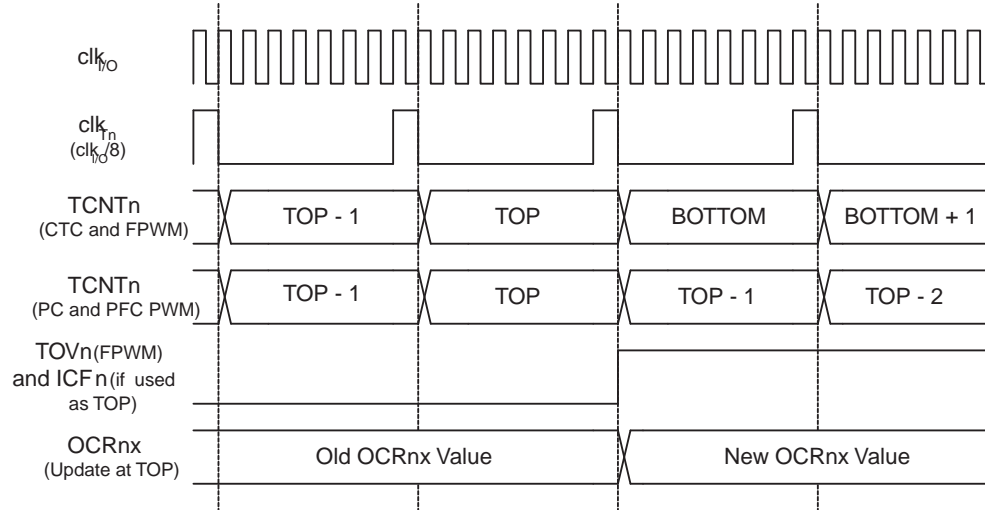 clkI/O
clkTn
(clkI/O/8)
TCNTn
(CTC and FPWM)
TOP - 1
TOP
BOTTOM
BOTTOM + 1
TCNTn
(PC and PFC PWM)
TOP - 1
TOP
TOP - 1
TOP - 2
TOVn(FPWM)
and ICFn(if used
as TOP)
OCRnx
(Update at TOP)
Old OCRnx Value
New OCRnx Value